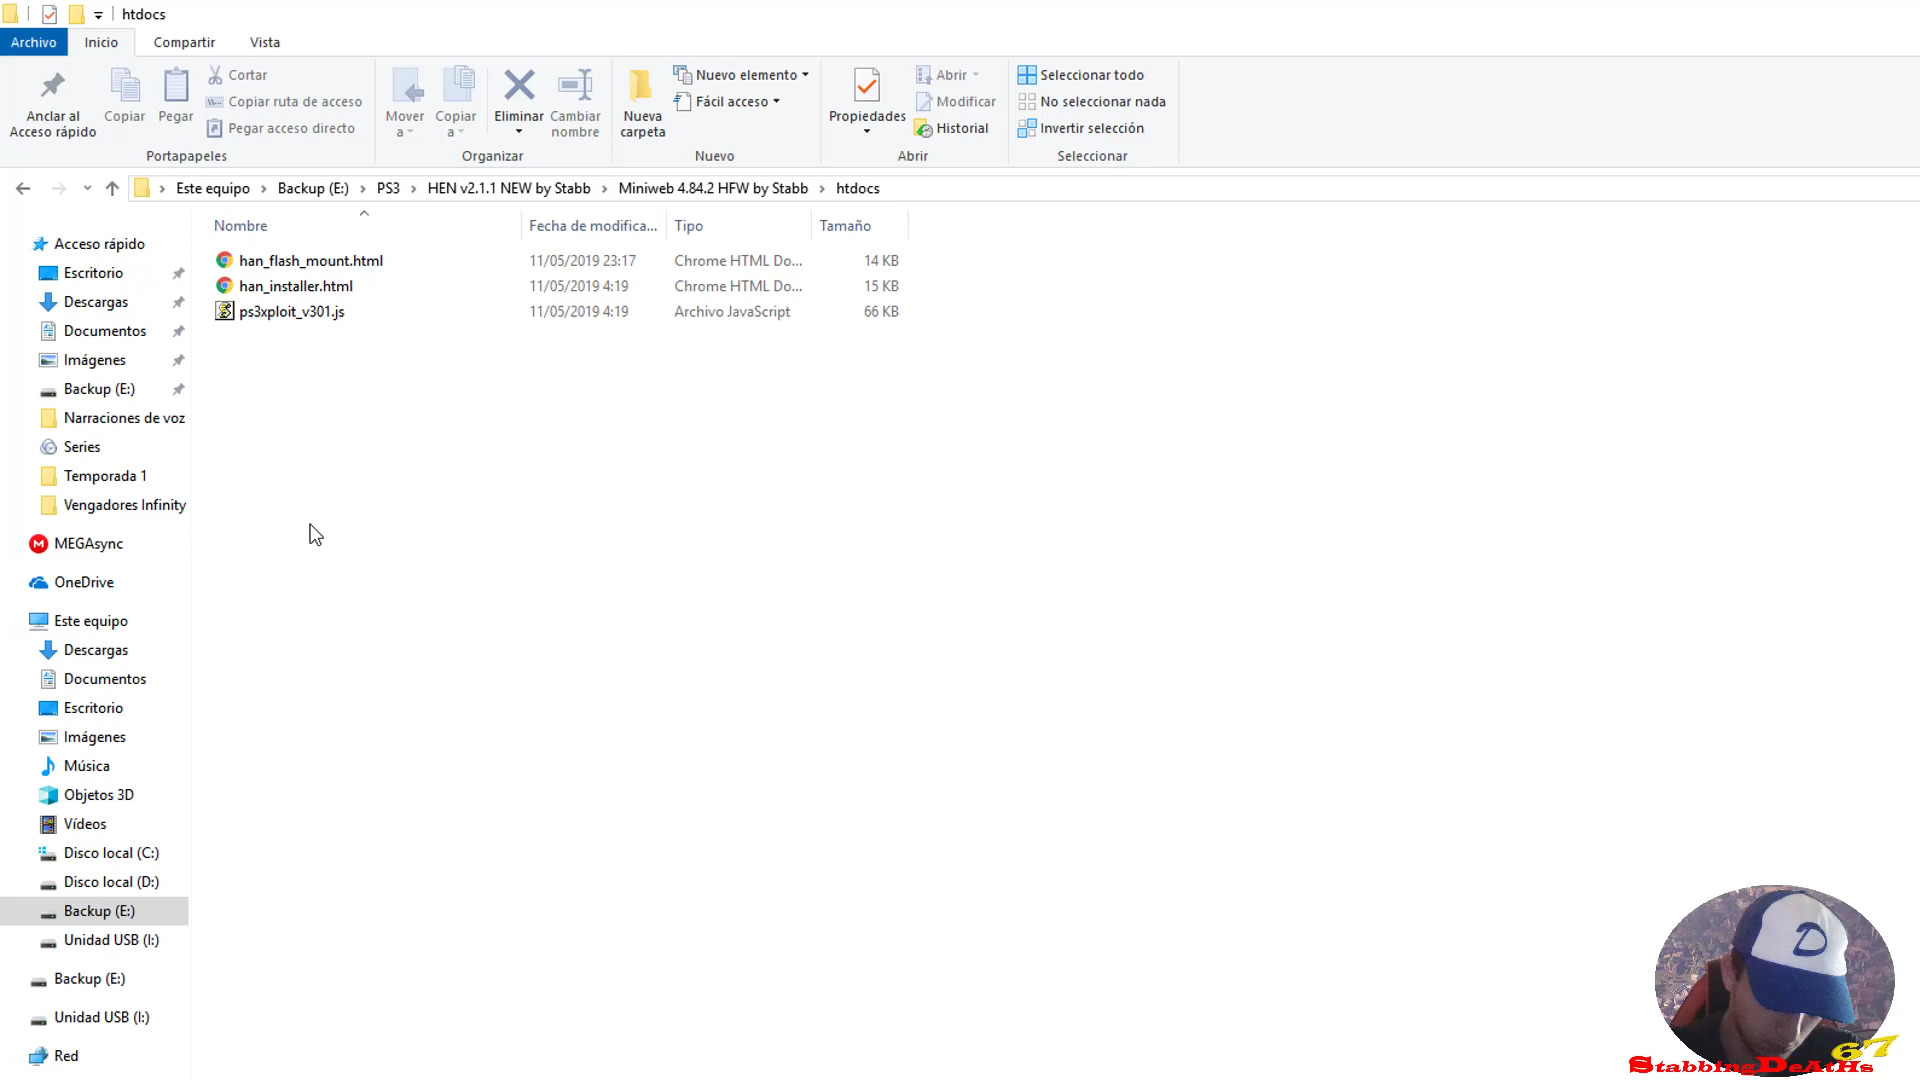 htdocs
Archivo Inicio Compartir Vista
Anclar al Acceso rápido
Copiar
Pegar
Cortar
Copiar ruta de acceso
Pegar acceso directo
Portapapeles
Mover a
Copiar a
Eliminar
Cambiar nombre
Organizar
Nueva carpeta
Nuevo elemento
Fácil acceso
Nuevo
Propiedades
Abrir
Modificar
Historial
Abrir
Seleccionar todo
No seleccionar nada
Invertir selección
Seleccionar
Este equipo > Backup (E:) > PS3 > HEN v2.1.1 NEW by Stabb > Miniweb 4.84.2 HFW by Stabb > htdocs
Nombre Fecha de modifica... Tipo Tamaño
han_flash_mount.html 11/05/2019 23:17 Chrome HTML Do... 14 KB
han_installer.html 11/05/2019 4:19 Chrome HTML Do... 15 KB
ps3xploit_v301.js 11/05/2019 4:19 Archivo JavaScript 66 KB
Acceso rápido
Escritorio
Descargas
Documentos
Imágenes
Backup (E:)
Narraciones de voz
Series
Temporada 1
Vengadores Infinity
MEGAsync
OneDrive
Este equipo
Descargas
Documentos
Escritorio
Imágenes
Música
Objetos 3D
Vídeos
Disco local (C:)
Disco local (D:)
Backup (E:)
Unidad USB (I:)
Backup (E:)
Unidad USB (I:)
Red
D
StabbingDeAtHs
67